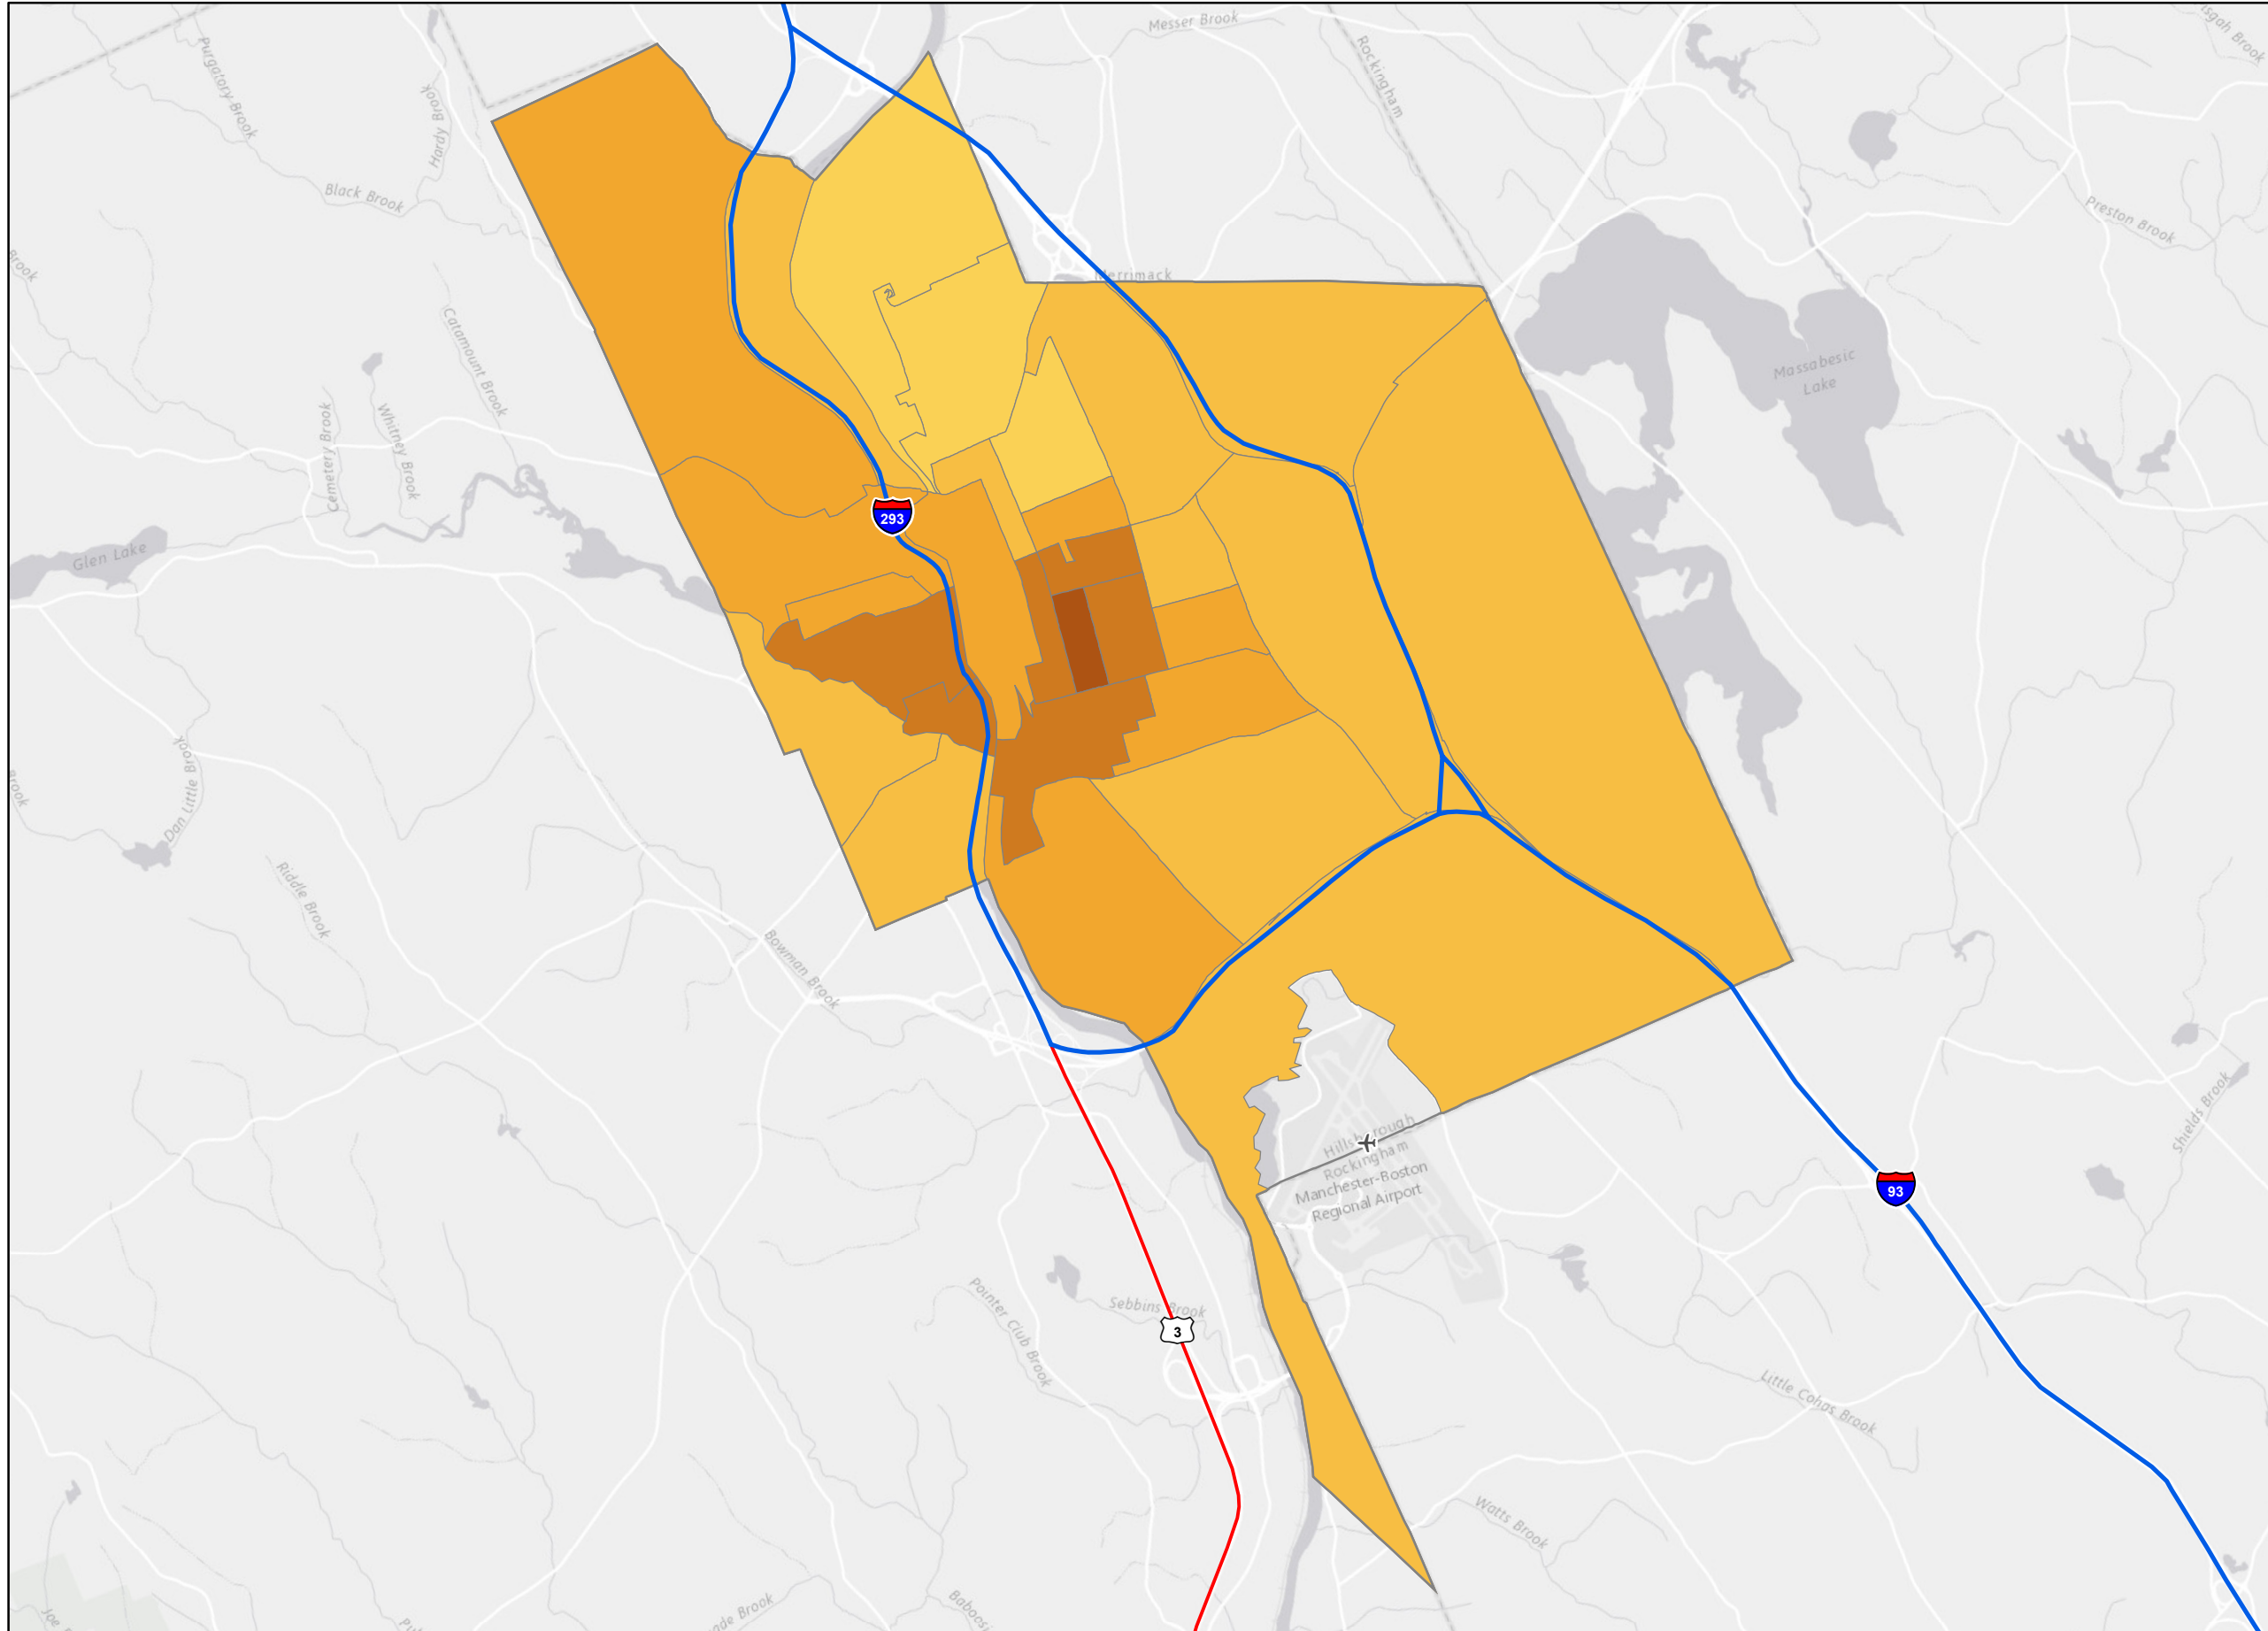 Messer Brook
Purgatory Brook
Hardy Brook
Rockingham
Black Brook
Preston Brook
Brook
Merrimack
Catamount Brook
Massabesic
Lake
Cemetery Brook
Whitney Brook
293
Glen Lake
Brook
Dan Little Brook
Riddle Brook
Bowman Brook
Shields Brook
Hillsborough
Rockingham
Manchester-Boston
Regional Airport
93
Pointer Club Brook
Sebbins Brook
3
Little Cohas Brook
Watts Brook
Brook